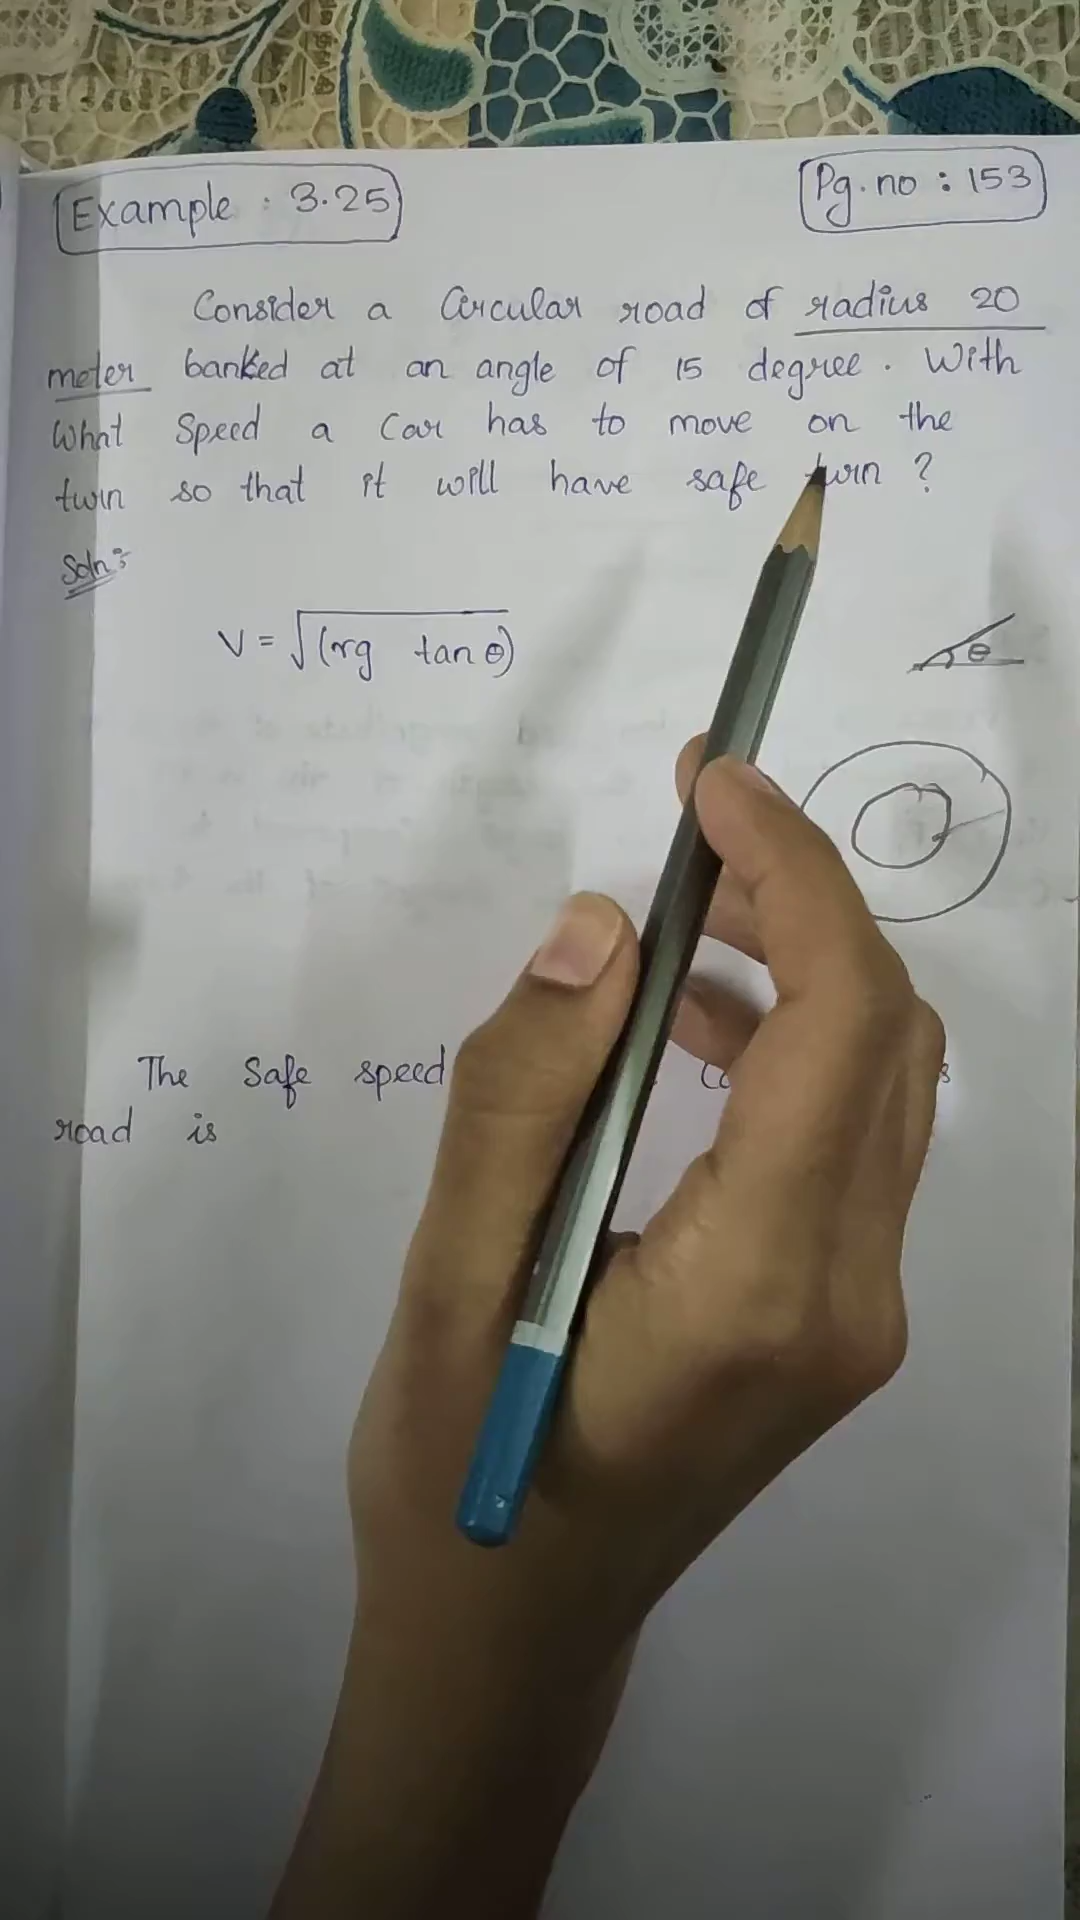 Example : 3.25
Pg.no : 153
Consider a Circular road of radius 20
meter banked at an angle of 15 degree. With
What Speed a Car has to move on the
turn so that it will have safe turn ?
Soln:
V = √(rg tan θ)
θ
The Safe speed
road is